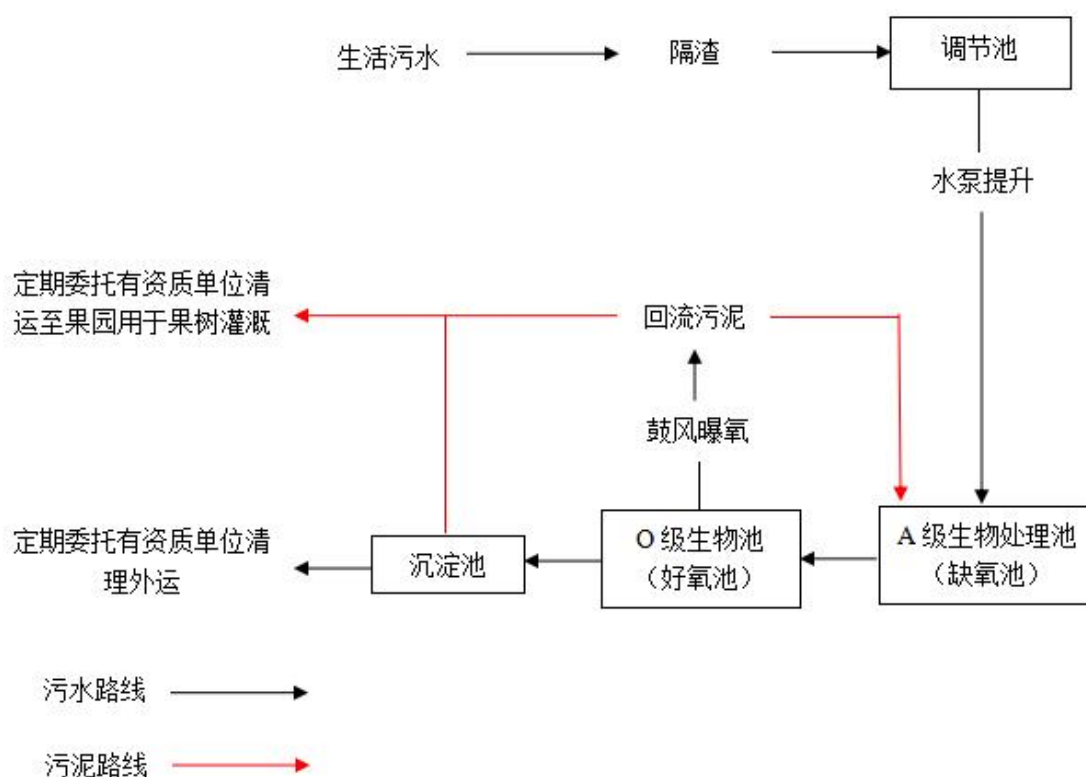 生活污水
隔渣
调节池
水泵提升
定期委托有资质单位清
运至果园用于果树灌溉
回流污泥
鼓风曝氧
定期委托有资质单位清
理外运
沉淀池
O 级生物池
（好氧池）
A 级生物处理池
（缺氧池）
污水路线
污泥路线